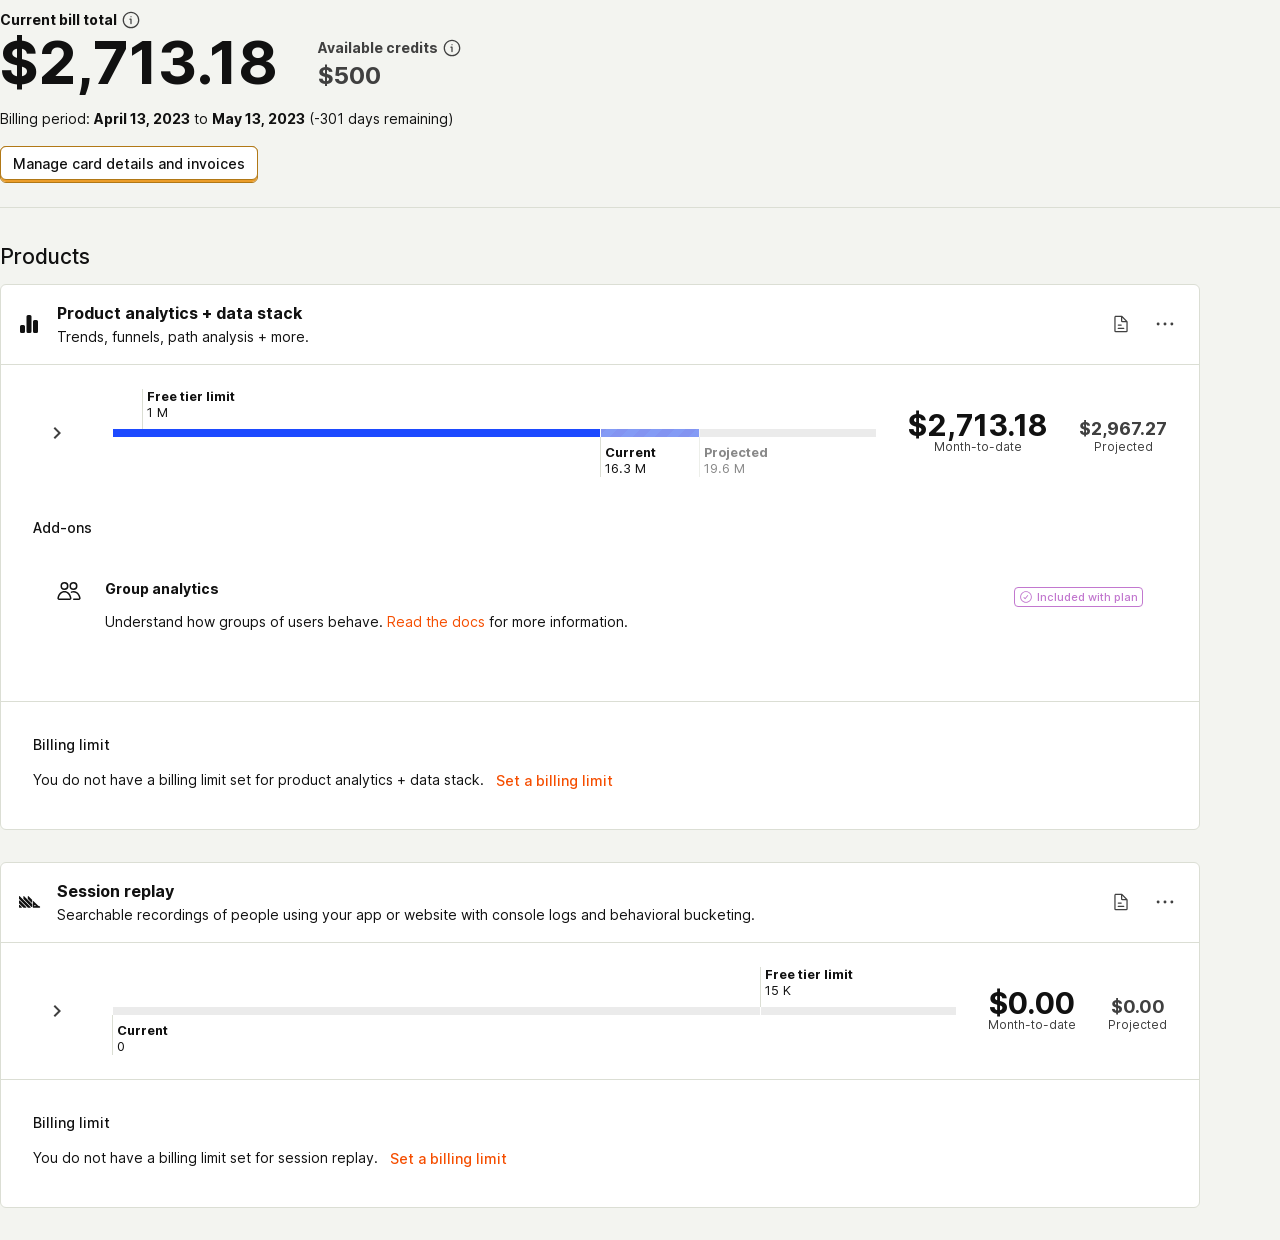 Current bill total
$2,713.18
Available credits
$500
Billing period: April 13, 2023 to May 13, 2023 (-301 days remaining)
Manage card details and invoices
Products
Product analytics + data stack
Trends, funnels, path analysis + more.
Free tier limit
1 M
Current
16.3 M
Projected
19.6 M
$2,713.18
Month-to-date
$2,967.27
Projected
Add-ons
Group analytics
Included with plan
Understand how groups of users behave. Read the docs for more information.
Billing limit
You do not have a billing limit set for product analytics + data stack. Set a billing limit
Session replay
Searchable recordings of people using your app or website with console logs and behavioral bucketing.
Free tier limit
15 K
Current
0
$0.00
Month-to-date
$0.00
Projected
Billing limit
You do not have a billing limit set for session replay. Set a billing limit